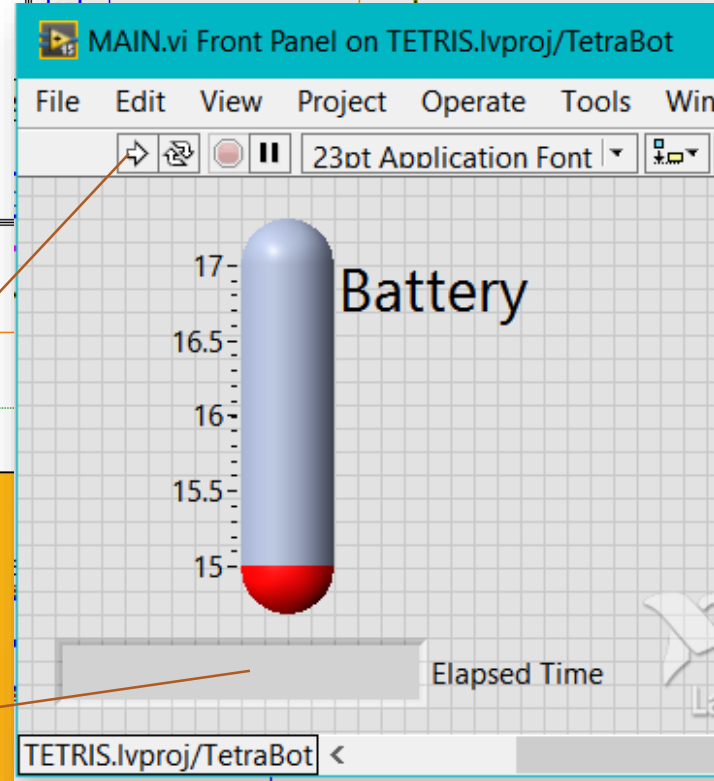 MAIN.vi Front Panel on TETRIS.lvproj/TetraBot
File Edit View Project Operate Tools
23pt Application Font
17
Battery
16.5
16
15.5
15
Elapsed Time
TETRIS.lvproj/TetraBot <